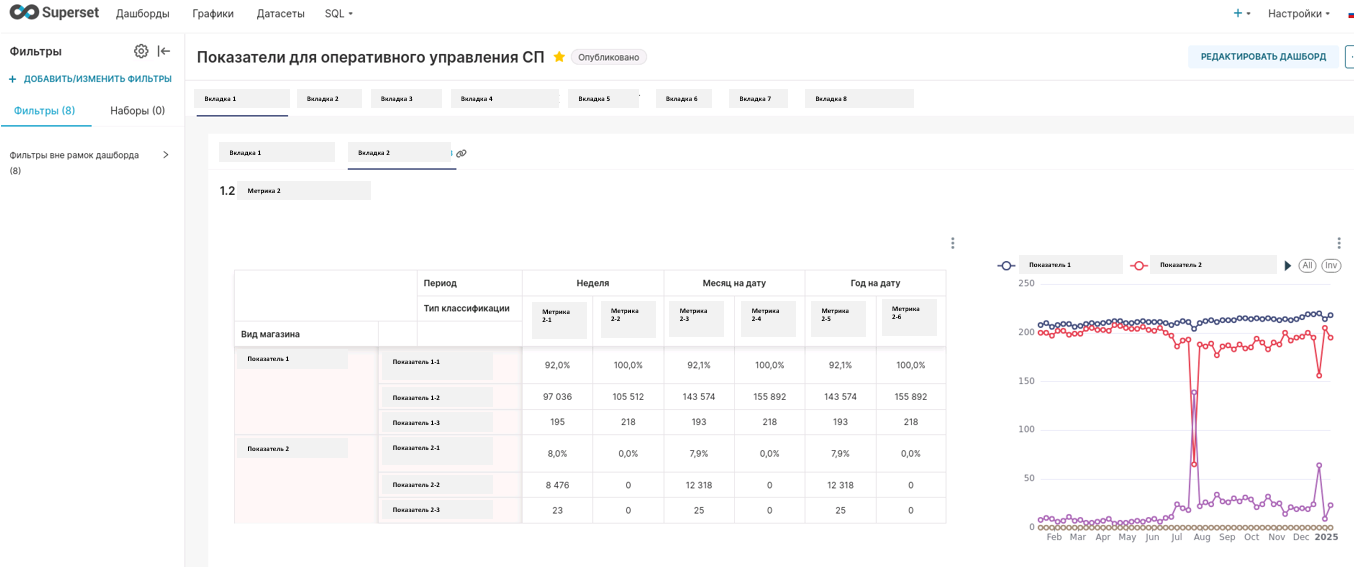 Superset Дашборды Графики Датасеты SQL + Настройки
Фильтры
+ ДОБАВИТЬ/ИЗМЕНИТЬ ФИЛЬТРЫ
Фильтры (8) Наборы (0)
Фильтры вне рамок дашборда
(8)
Показатели для оперативного управления СП Опубликовано РЕДАКТИРОВАТЬ ДАШБОРД
Вкладка 1 Вкладка 2 Вкладка 3 Вкладка 4 Вкладка 5 Вкладка 6 Вкладка 7 Вкладка 8
Вкладка 1 Вкладка 2
1.2 Метрика 2
Период Неделя Месяц на дату Год на дату
Тип классификации Метрика 2-1 Метрика 2-2 Метрика 2-3 Метрика 2-4 Метрика 2-5 Метрика 2-6
Вид магазина
Показатель 1 Показатель 1-1 92,0% 100,0% 92,1% 100,0% 92,1% 100,0%
Показатель 1-2 97 036 105 512 143 574 155 892 143 574 155 892
Показатель 1-3 195 218 193 218 193 218
Показатель 2 Показатель 2-1 8,0% 0,0% 7,9% 0,0% 7,9% 0,0%
Показатель 2-2 8 476 0 12 318 0 12 318 0
Показатель 2-3 23 0 25 0 25 0
Показатель 1 Показатель 2 All Inv
250
200
150
100
50
0
Feb Mar Apr May Jun Jul Aug Sep Oct Nov Dec 2025